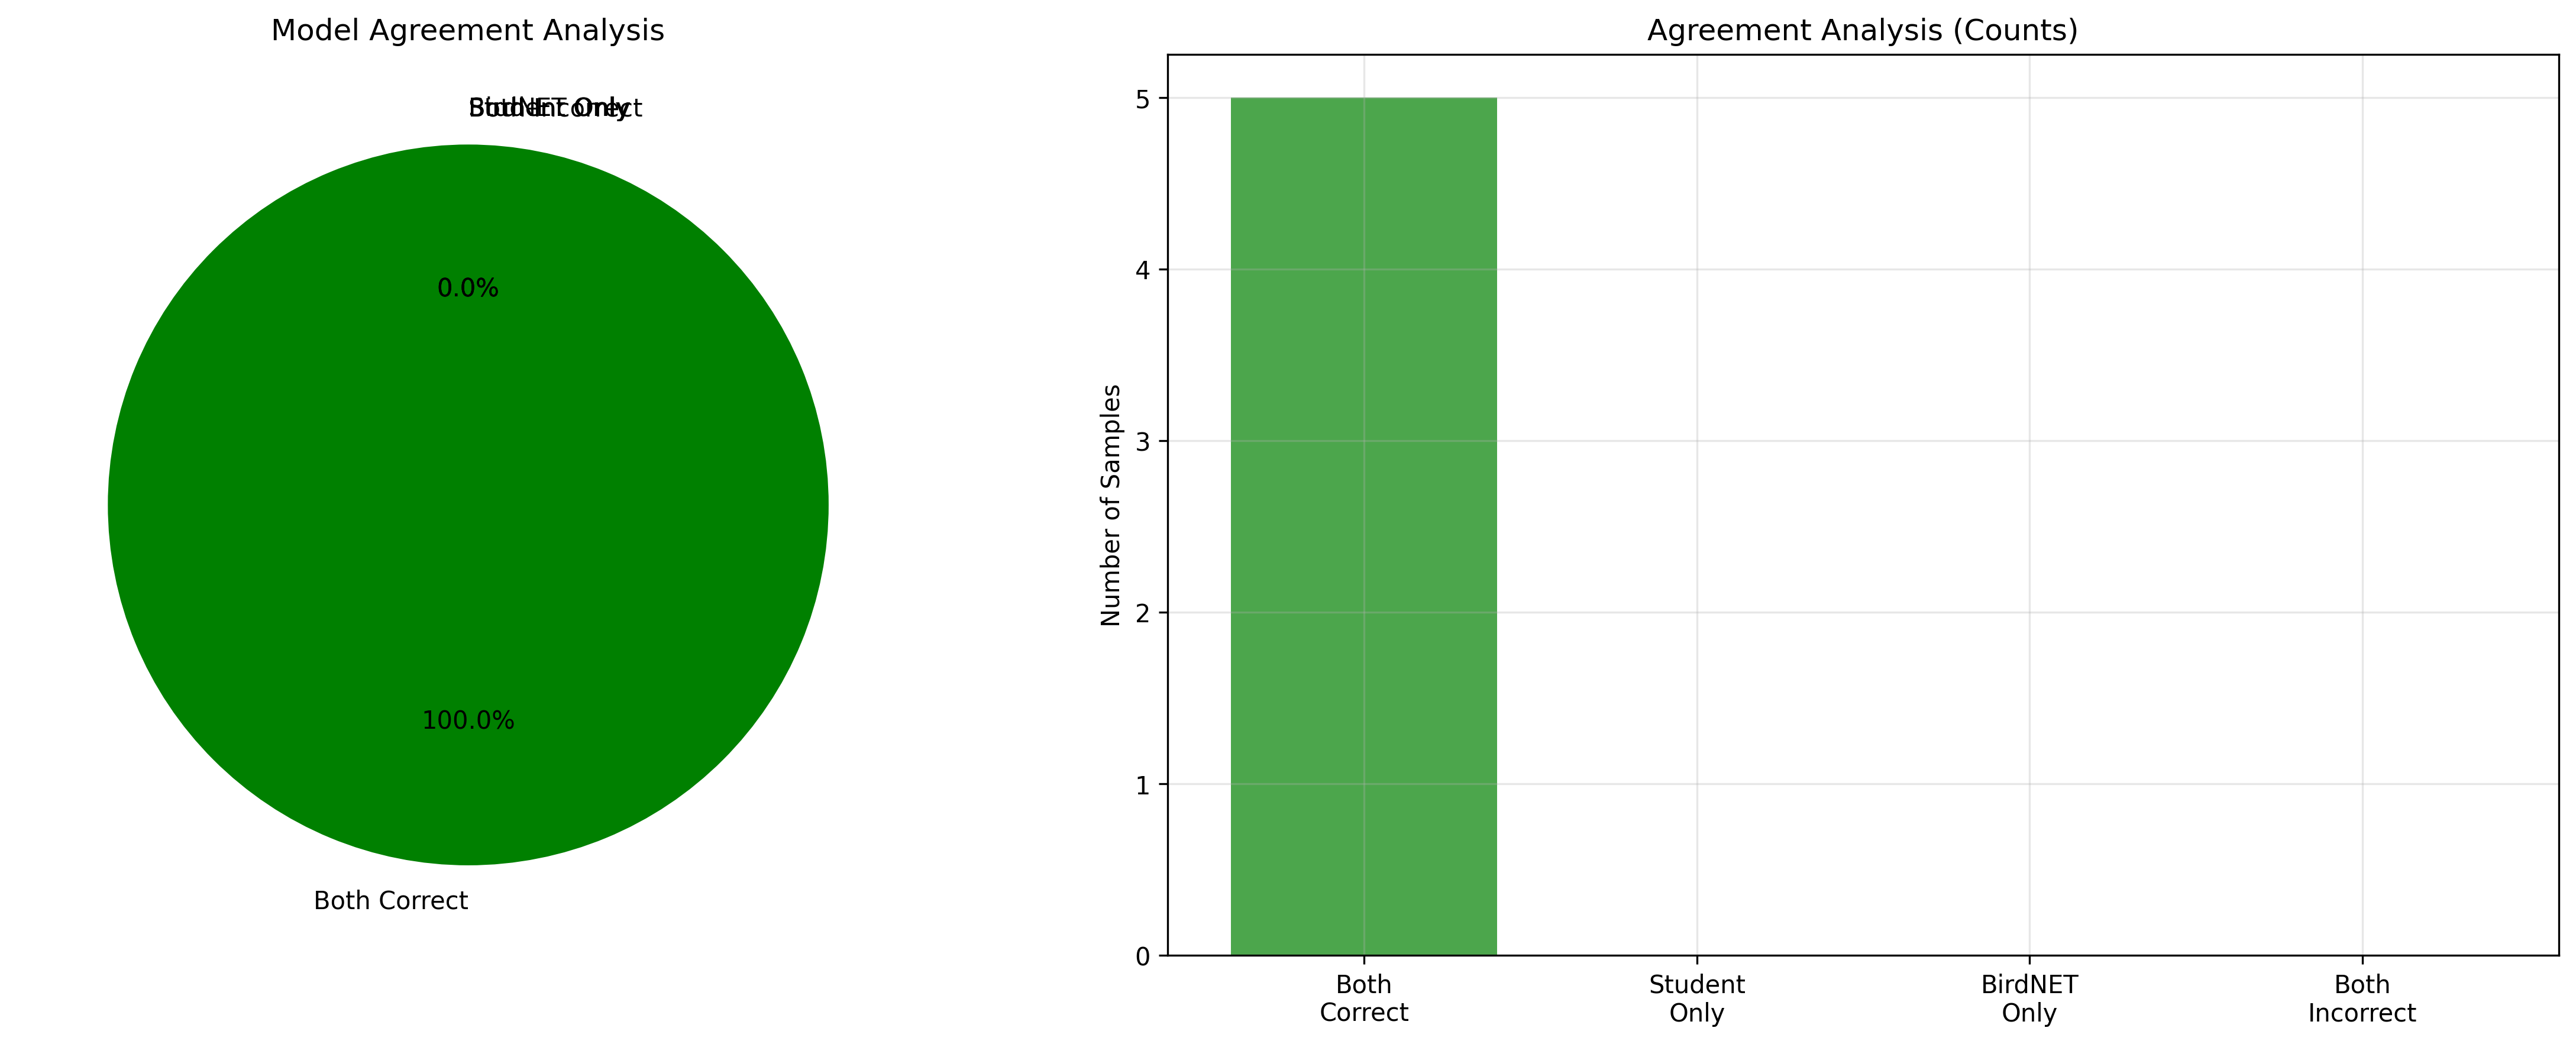 Model Agreement Analysis
0.0%
100.0%
Both Correct
Agreement Analysis (Counts)
Number of Samples
5
4
3
2
1
0
Both
Correct
Student
Only
BirdNET
Only
Both
Incorrect